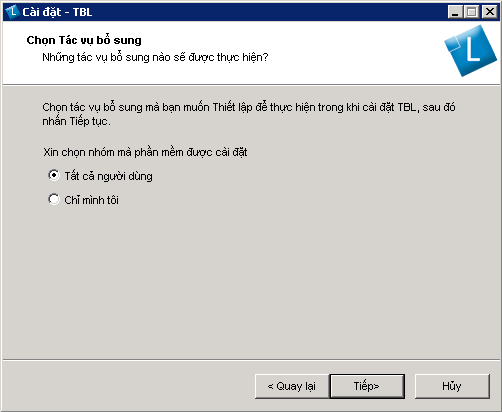 Cài đặt - TBL
Chọn Tác vụ bổ sung
Những tác vụ bổ sung nào sẽ được thực hiện?
L
Chọn tác vụ bổ sung mà bạn muốn Thiết lập để thực hiện trong khi cài đặt TBL, sau đó
nhấn Tiếp tục.
Xin chọn nhóm mà phần mềm được cài đặt
Tất cả người dùng
Chỉ mình tôi
< Quay lại
Tiếp>
Hủy